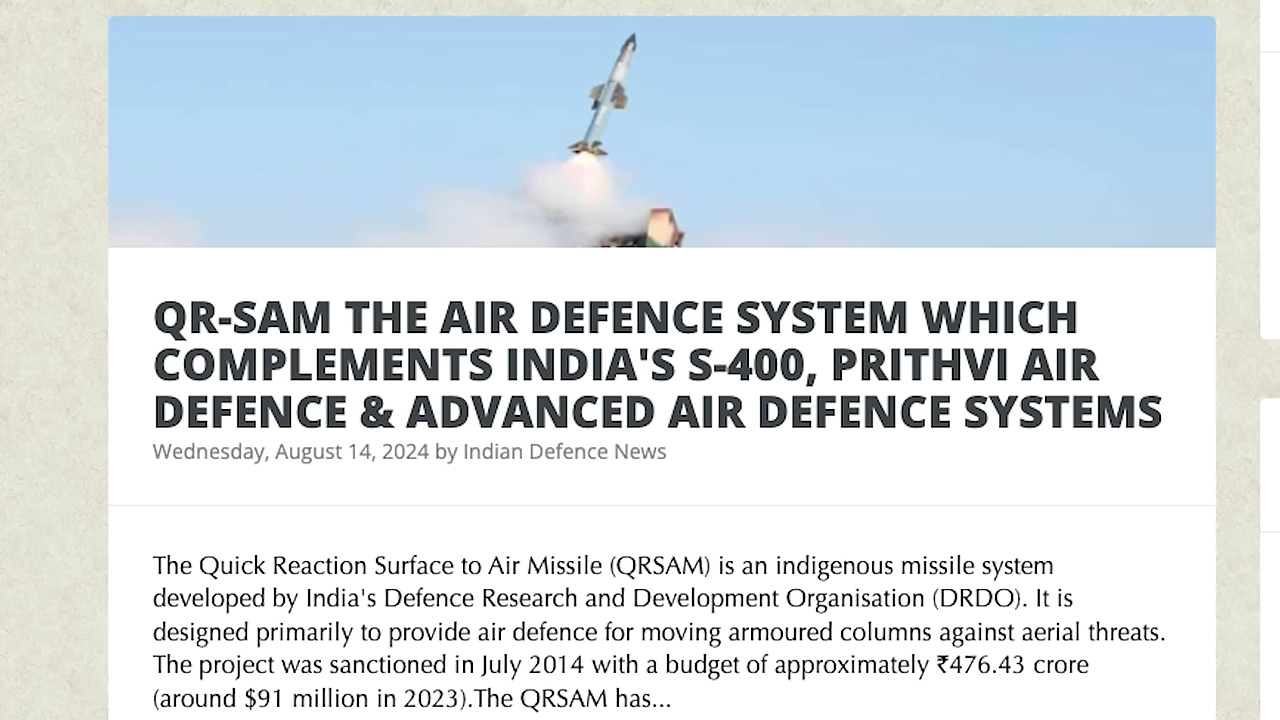 QR-SAM THE AIR DEFENCE SYSTEM WHICH
COMPLEMENTS INDIA'S S-400, PRITHVI AIR
DEFENCE & ADVANCED AIR DEFENCE SYSTEMS
Wednesday, August 14, 2024 by Indian Defence News
The Quick Reaction Surface to Air Missile (QRSAM) is an indigenous missile system
developed by India's Defence Research and Development Organisation (DRDO). It is
designed primarily to provide air defence for moving armoured columns against aerial threats.
The project was sanctioned in July 2014 with a budget of approximately ₹476.43 crore
(around $91 million in 2023).The QRSAM has...